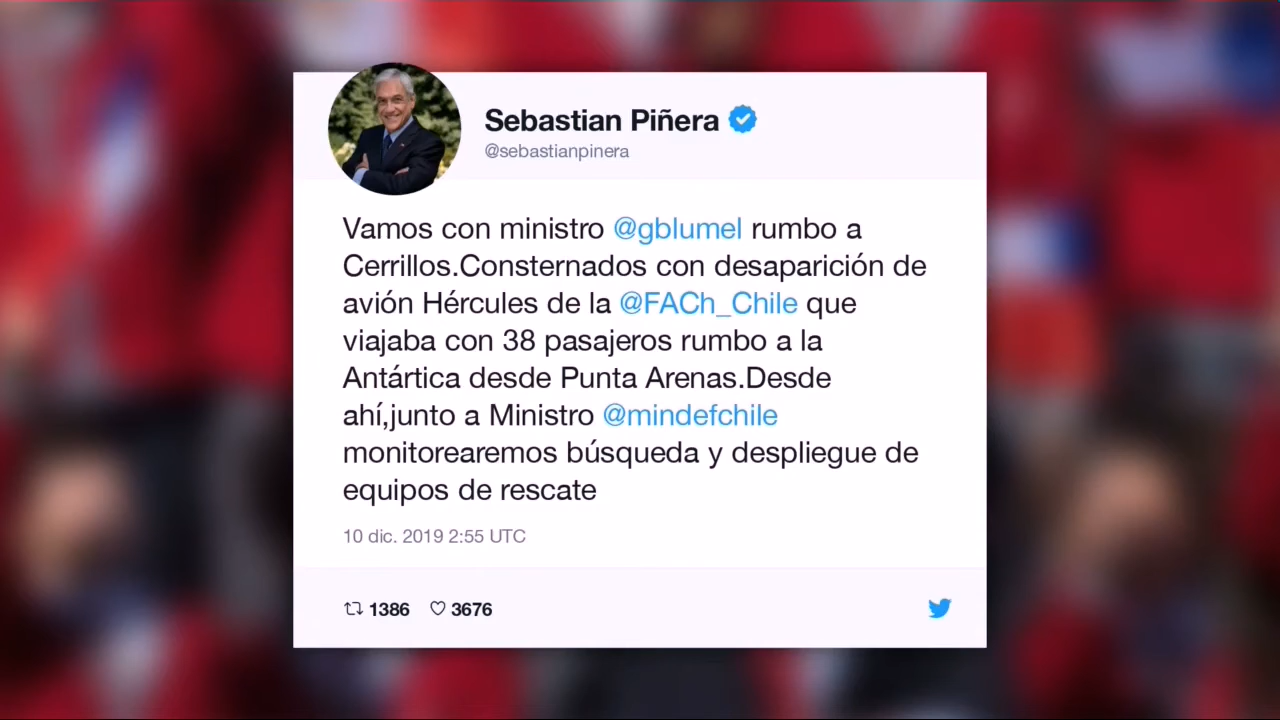 Sebastian Piñera
@sebastianpinera
Vamos con ministro @gblumel rumbo a
Cerrillos.Consternados con desaparición de
avión Hércules de la @FACh_Chile que
viajaba con 38 pasajeros rumbo a la
Antártica desde Punta Arenas.Desde
ahí,junto a Ministro @mindefchile
monitorearemos búsqueda y despliegue de
equipos de rescate
10 dic. 2019 2:55 UTC
1386 3676